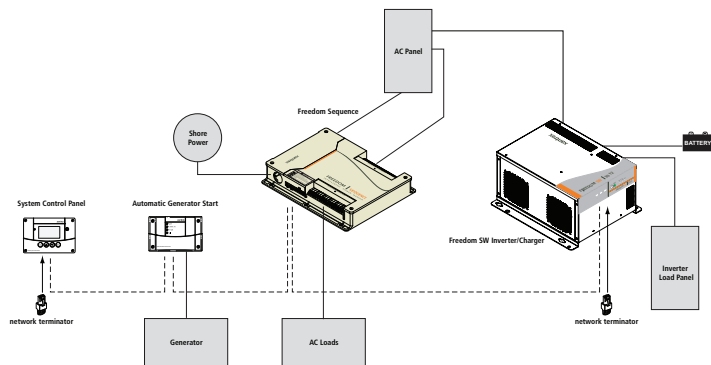 AC Panel
Freedom Sequence
Shore
Power
BATTERY
System Control Panel
Automatic Generator Start
Freedom SW Inverter/Charger
Inverter
Load Panel
network terminator
network terminator
Generator
AC Loads